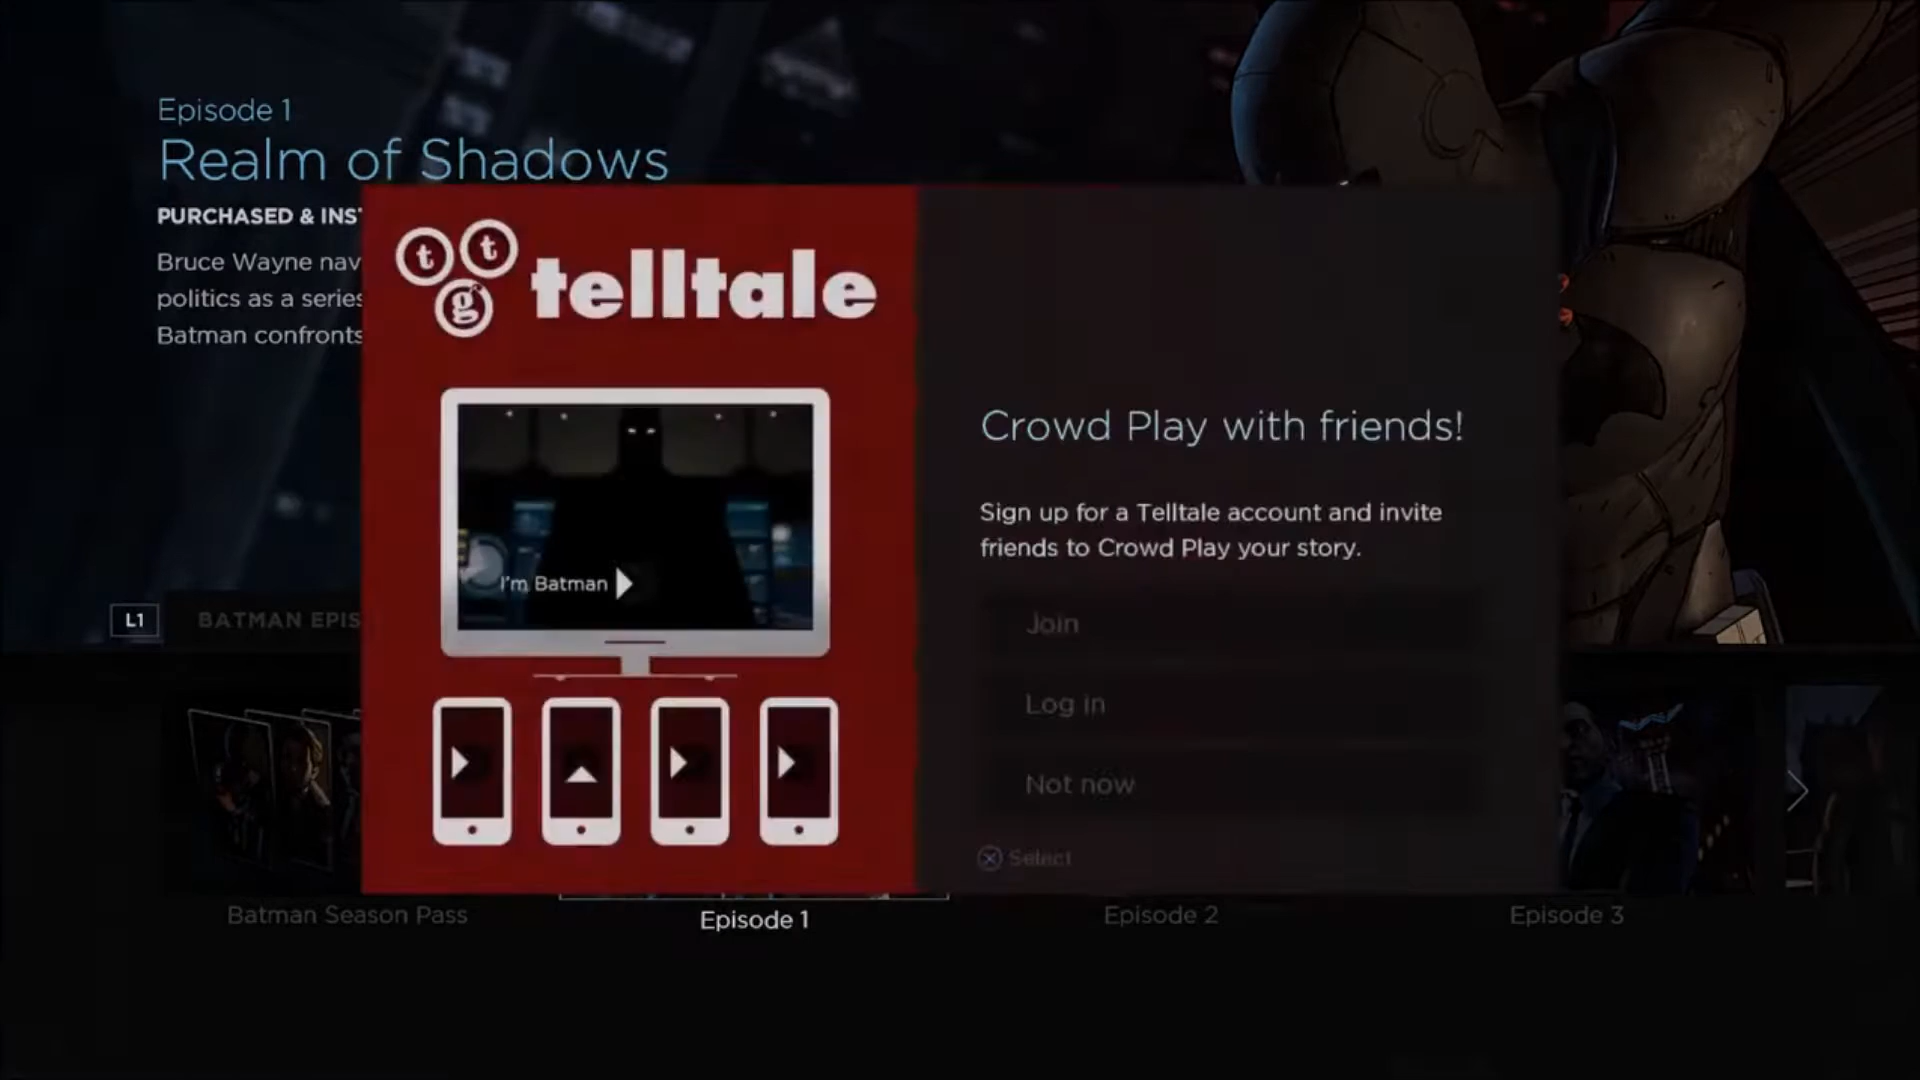 Episode 1
Realm of Shadows
PURCHASED & INS
Bruce Wayne nav
politics as a series
Batman confronts
t t g telltale
I'm Batman
Crowd Play with friends!
Sign up for a Telltale account and invite
friends to Crowd Play your story.
Join
Log in
Not now
Select
L1 BATMAN EPIS
Batman Season Pass
Episode 1
Episode 2
Episode 3